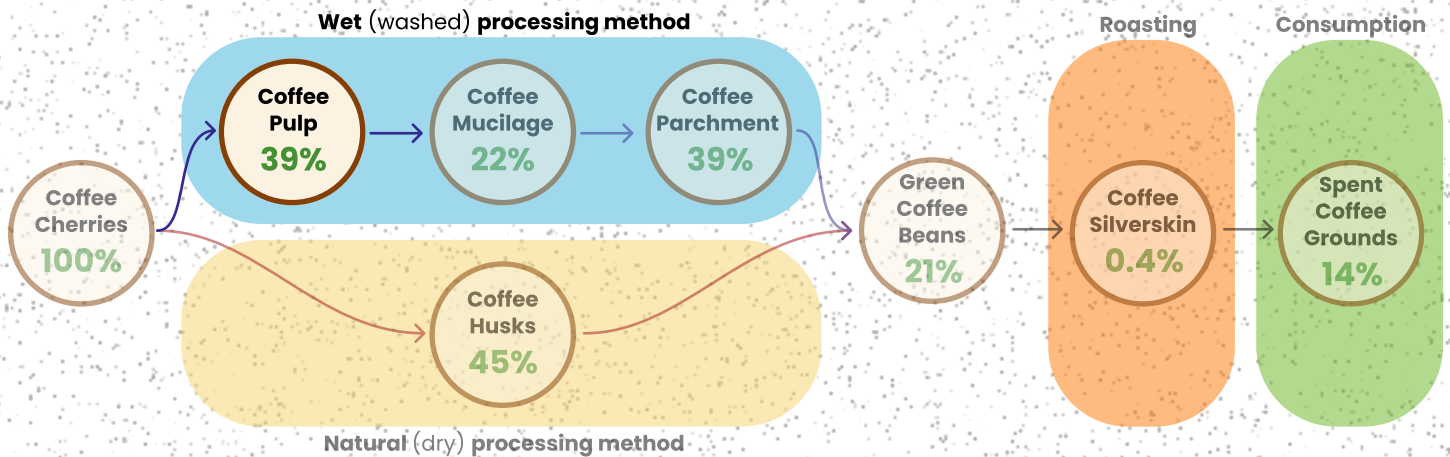 Wet (washed) processing method
Roasting
Consumption
Coffee
Cherries
100%
Coffee
Pulp
39%
Coffee
Mucilage
22%
Coffee
Parchment
39%
Coffee
Husks
45%
Natural (dry) processing method
Green
Coffee
Beans
21%
Coffee
Silverskin
0.4%
Spent
Coffee
Grounds
14%